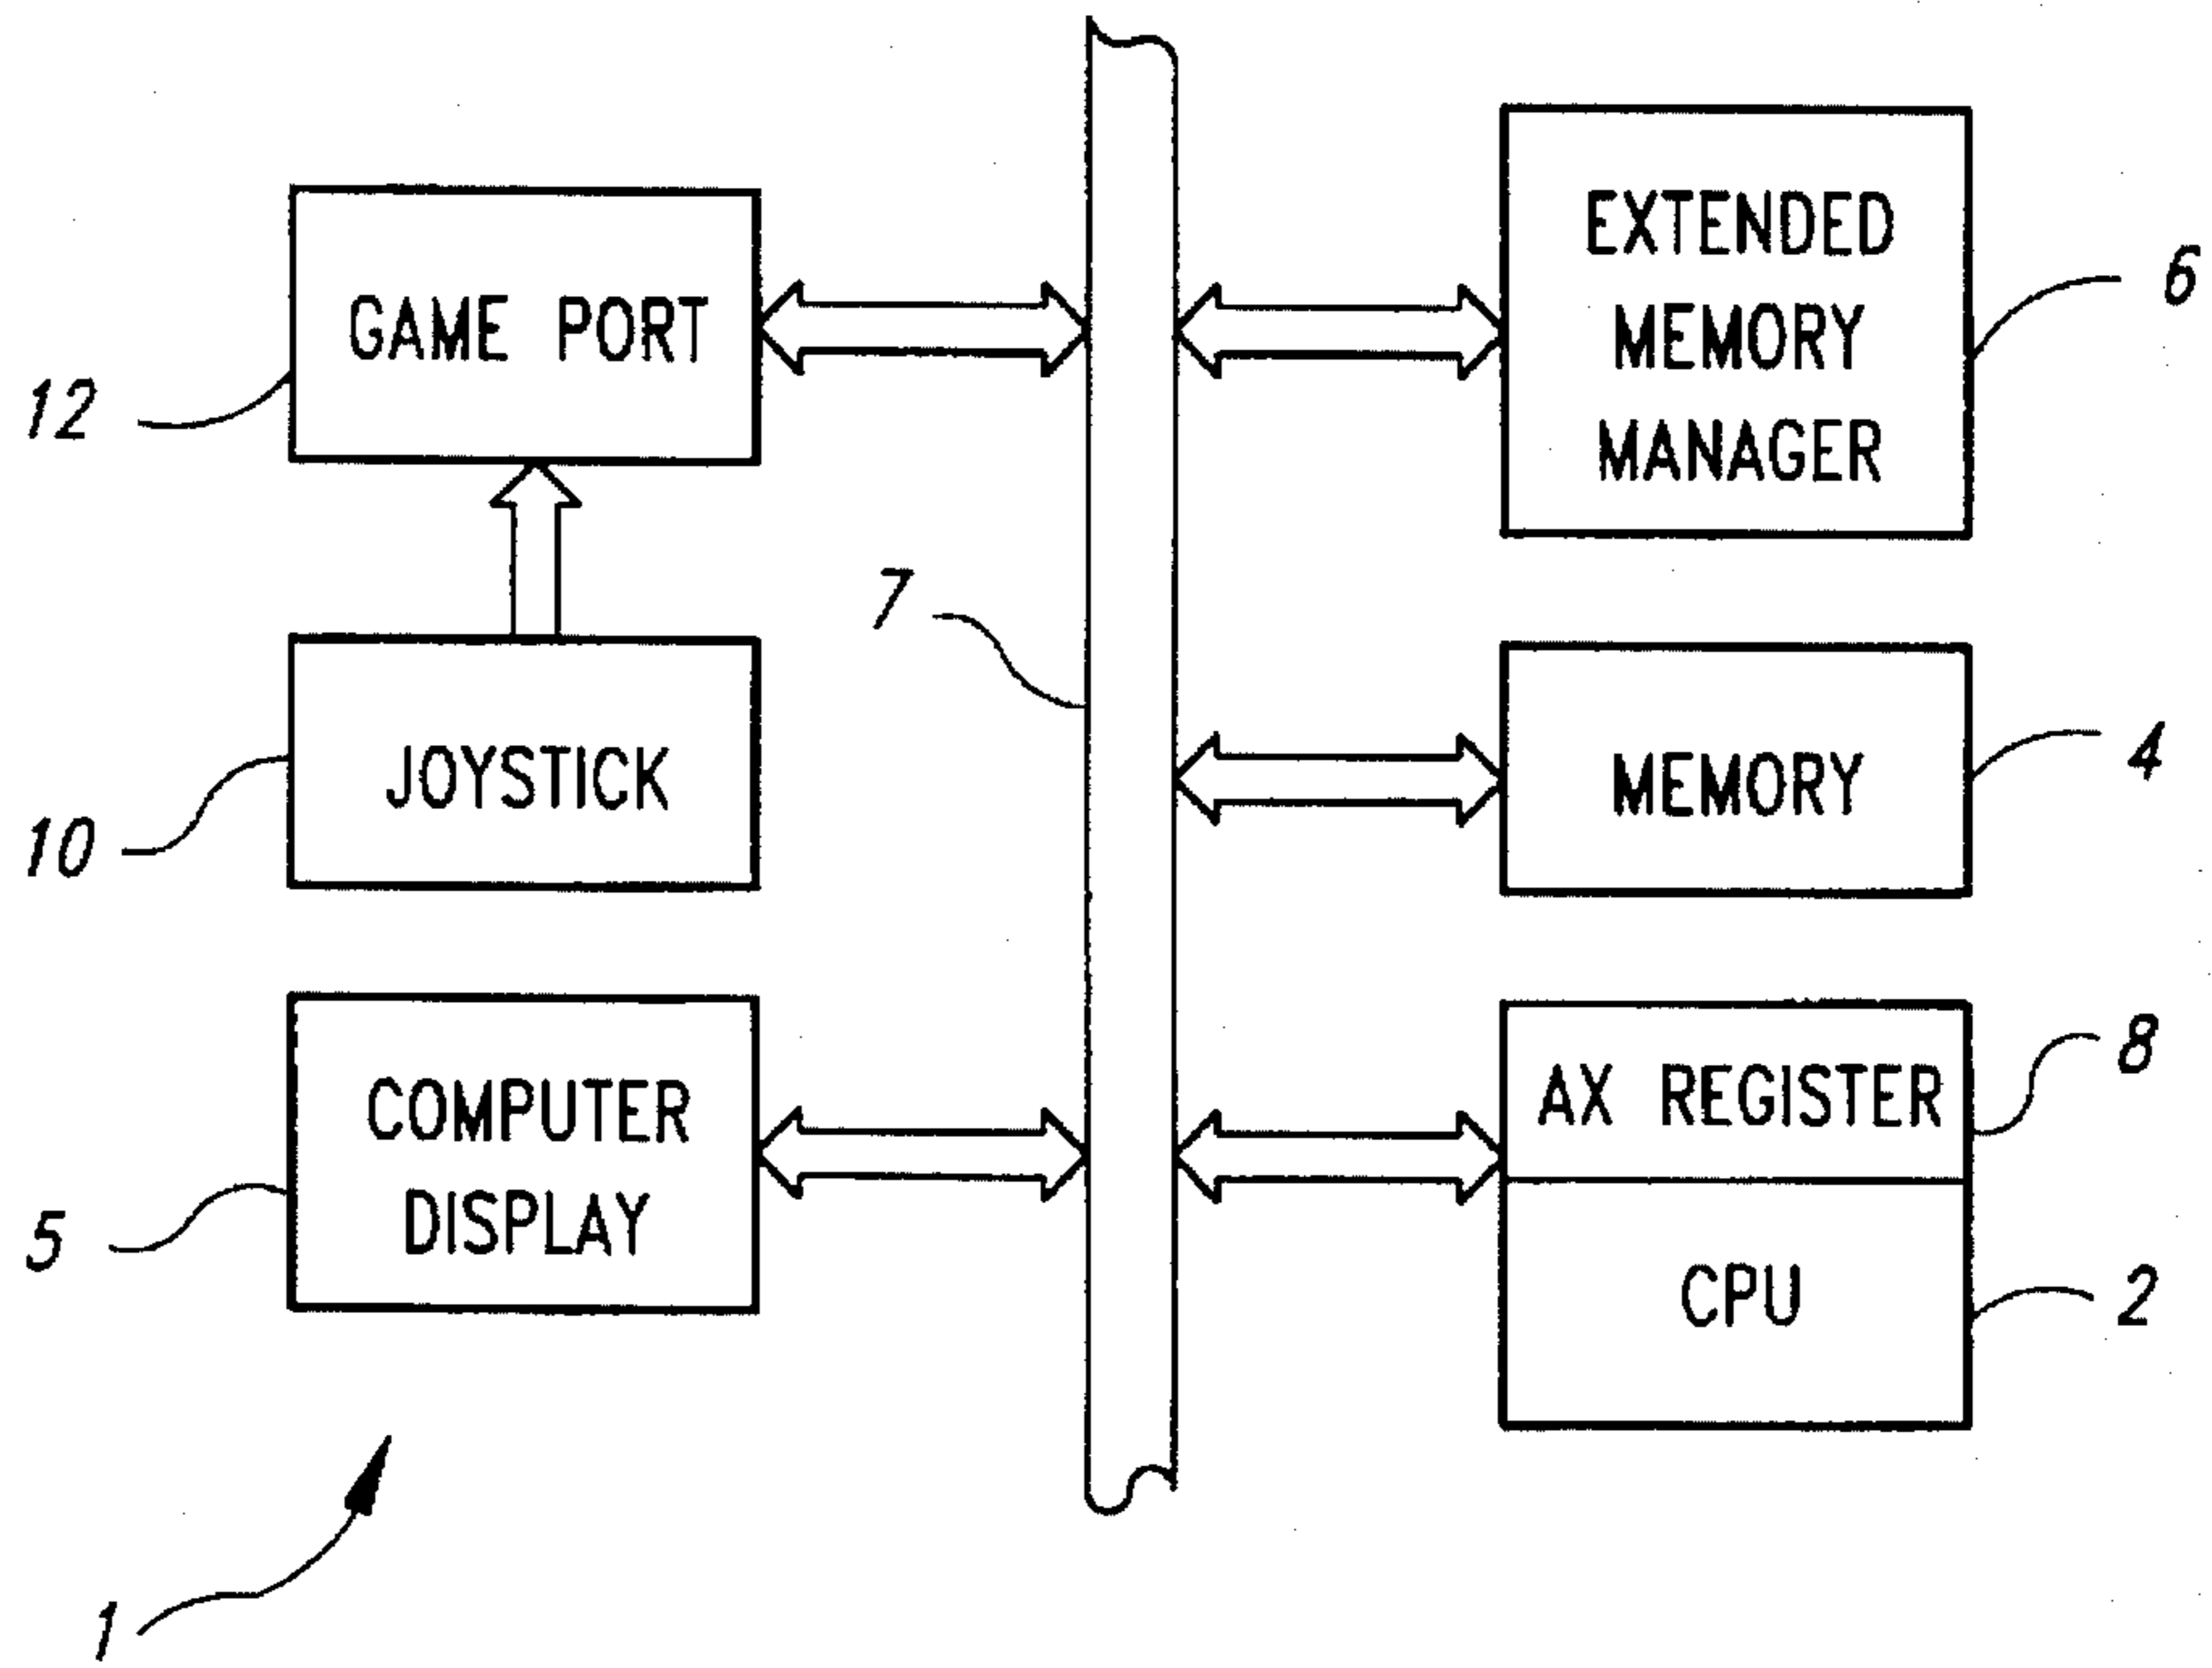 GAME PORT
12
JOYSTICK
10
COMPUTER
DISPLAY
5
1
7
EXTENDED
MEMORY
MANAGER
6
MEMORY
4
AX REGISTER
8
CPU
2